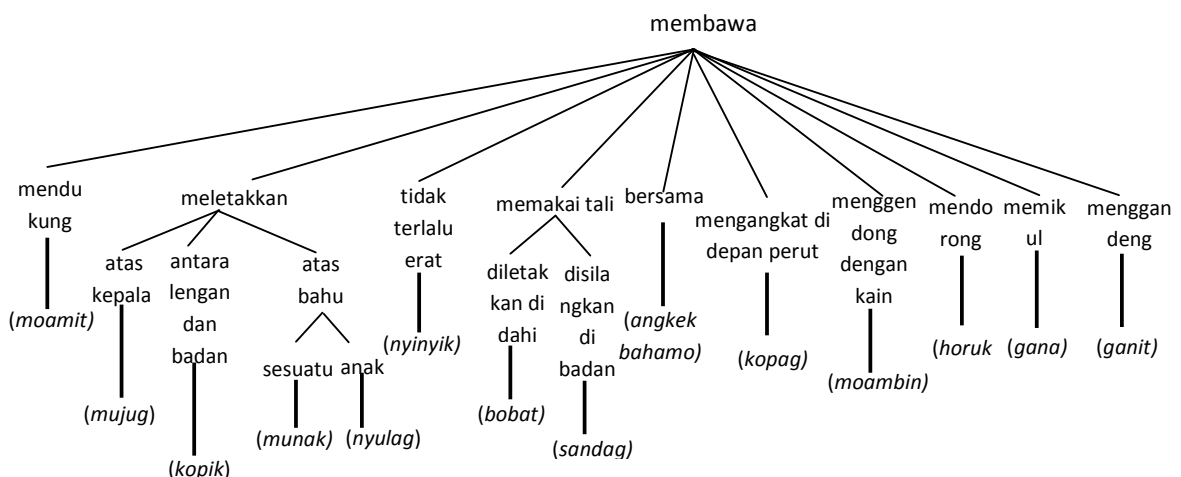 membawa
mendu
kung
(moamit)
meletakkan
atas
kepala
(mujug)
antara
lengan
dan
badan
(kopik)
atas
bahu
sesuatu
(munak)
anak
(nyulag)
tidak
terlalu
erat
(nyinyik)
memakai tali
diletak
kan di
dahi
(bobat)
disila
ngkan
di
badan
(sandag)
bersama
(angkek
bahamo)
mengangkat di
depan perut
(kopag)
menggen
dong
dengan
kain
(moambin)
mendo
rong
(horuk
memik
ul
(gana)
menggan
deng
(ganit)